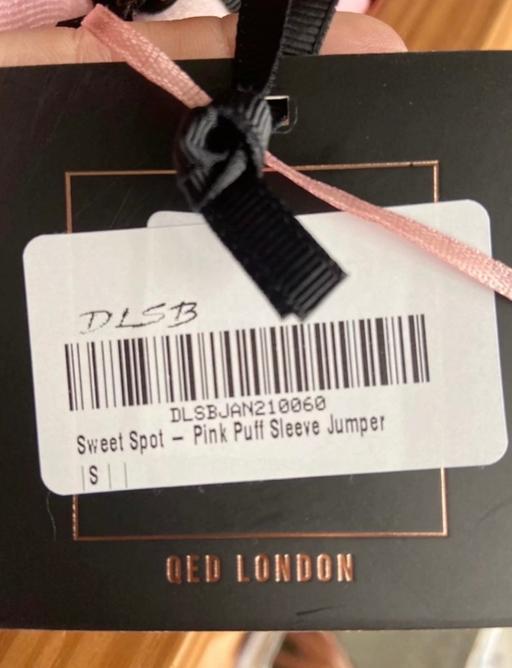 DLSB
DLSBJAN210060
Sweet Spot – Pink Puff Sleeve Jumper
|S| |
QED LONDON